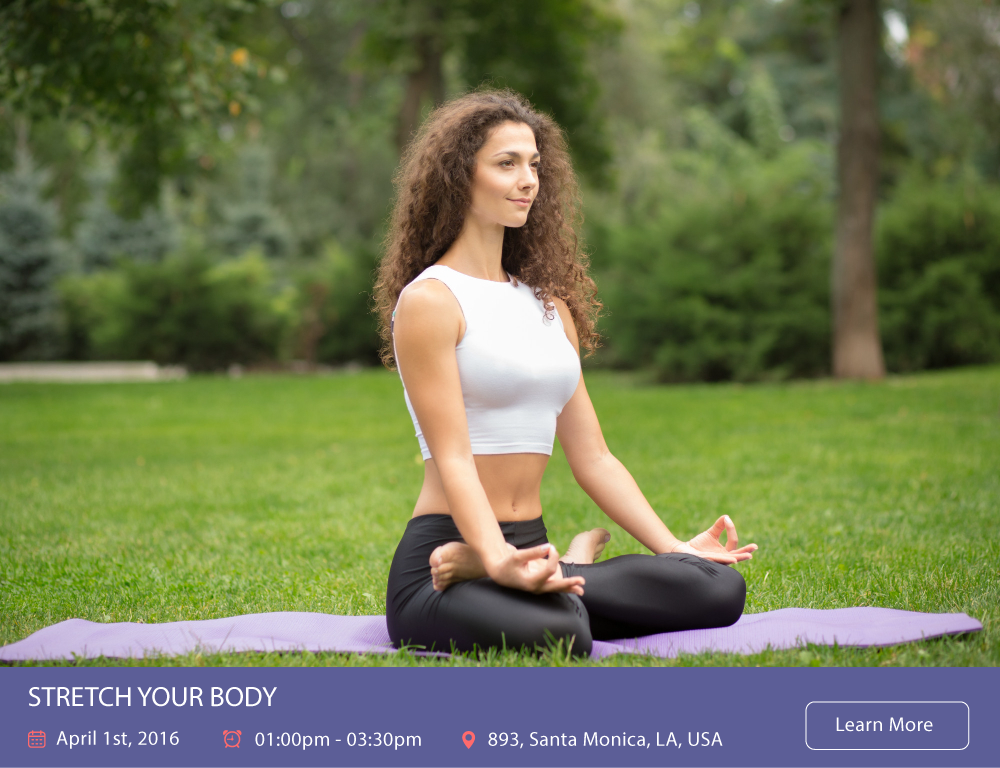 STRETCH YOUR BODY
April 1st, 2016 01:00pm - 03:30pm 893, Santa Monica, LA, USA
Learn More